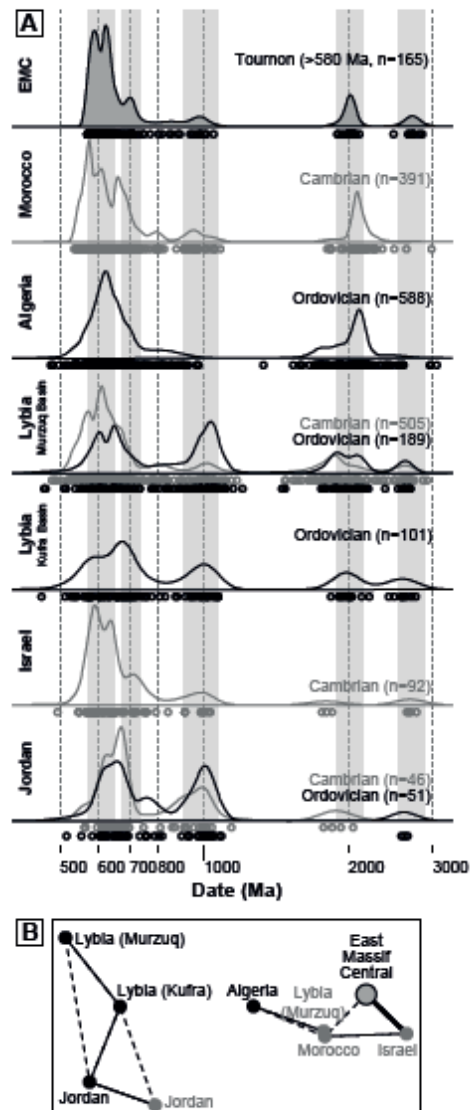 A
EMC
Tournon (>580 Ma, n=165)
Morocco
Cambrian (n=391)
Algeria
Ordovician (n=588)
Lybia
Murzuq Basin
Cambrian (n=505)
Ordovician (n=189)
Lybia
Kufra Basin
Ordovician (n=101)
Israel
Cambrian (n=92)
Jordan
Cambrian (n=46)
Ordovician (n=51)
500 600 700 800 1000 2000 3000
Date (Ma)
B
Lybia (Murzuq)
Lybia (Kufra)
Jordan
Jordan
Algeria
Lybia
(Murzuq)
East
Massif
Central
Morocco
Israel